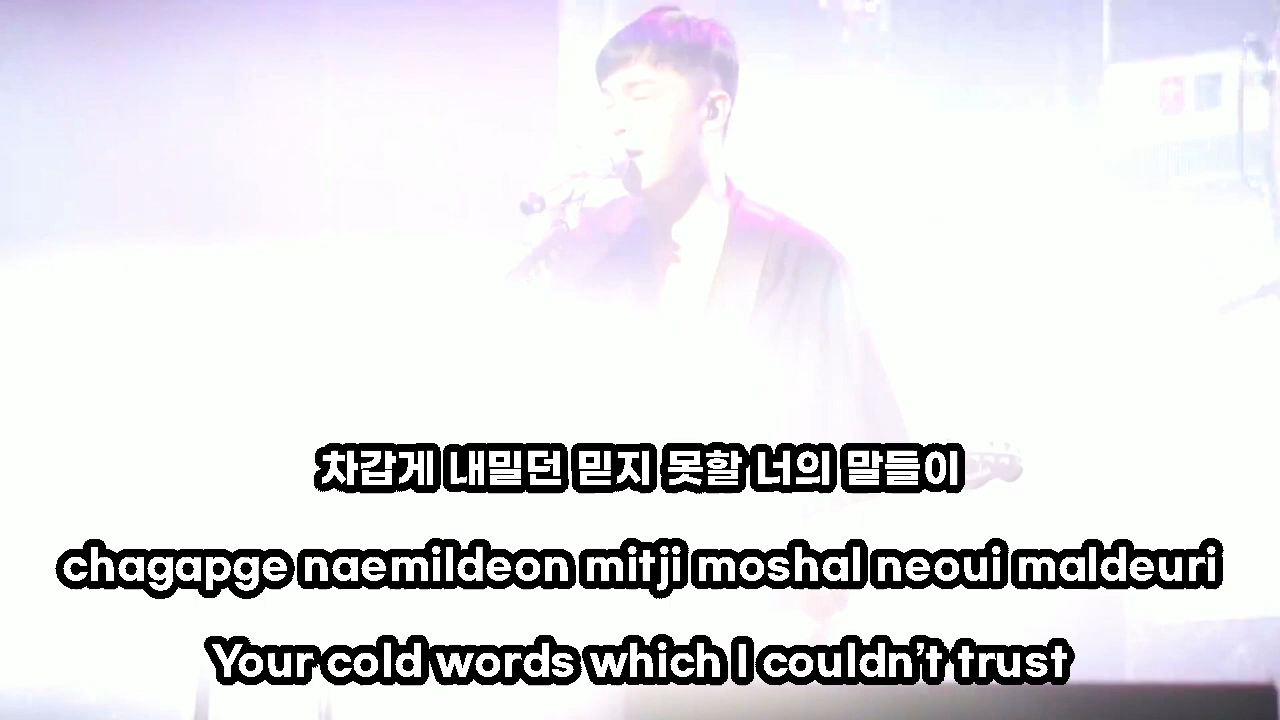 차갑게 내밀던 믿지 못할 너의 말들이
chagapge naemildeon mitji moshal neoui maldeuri
Your cold words which I couldn't trust